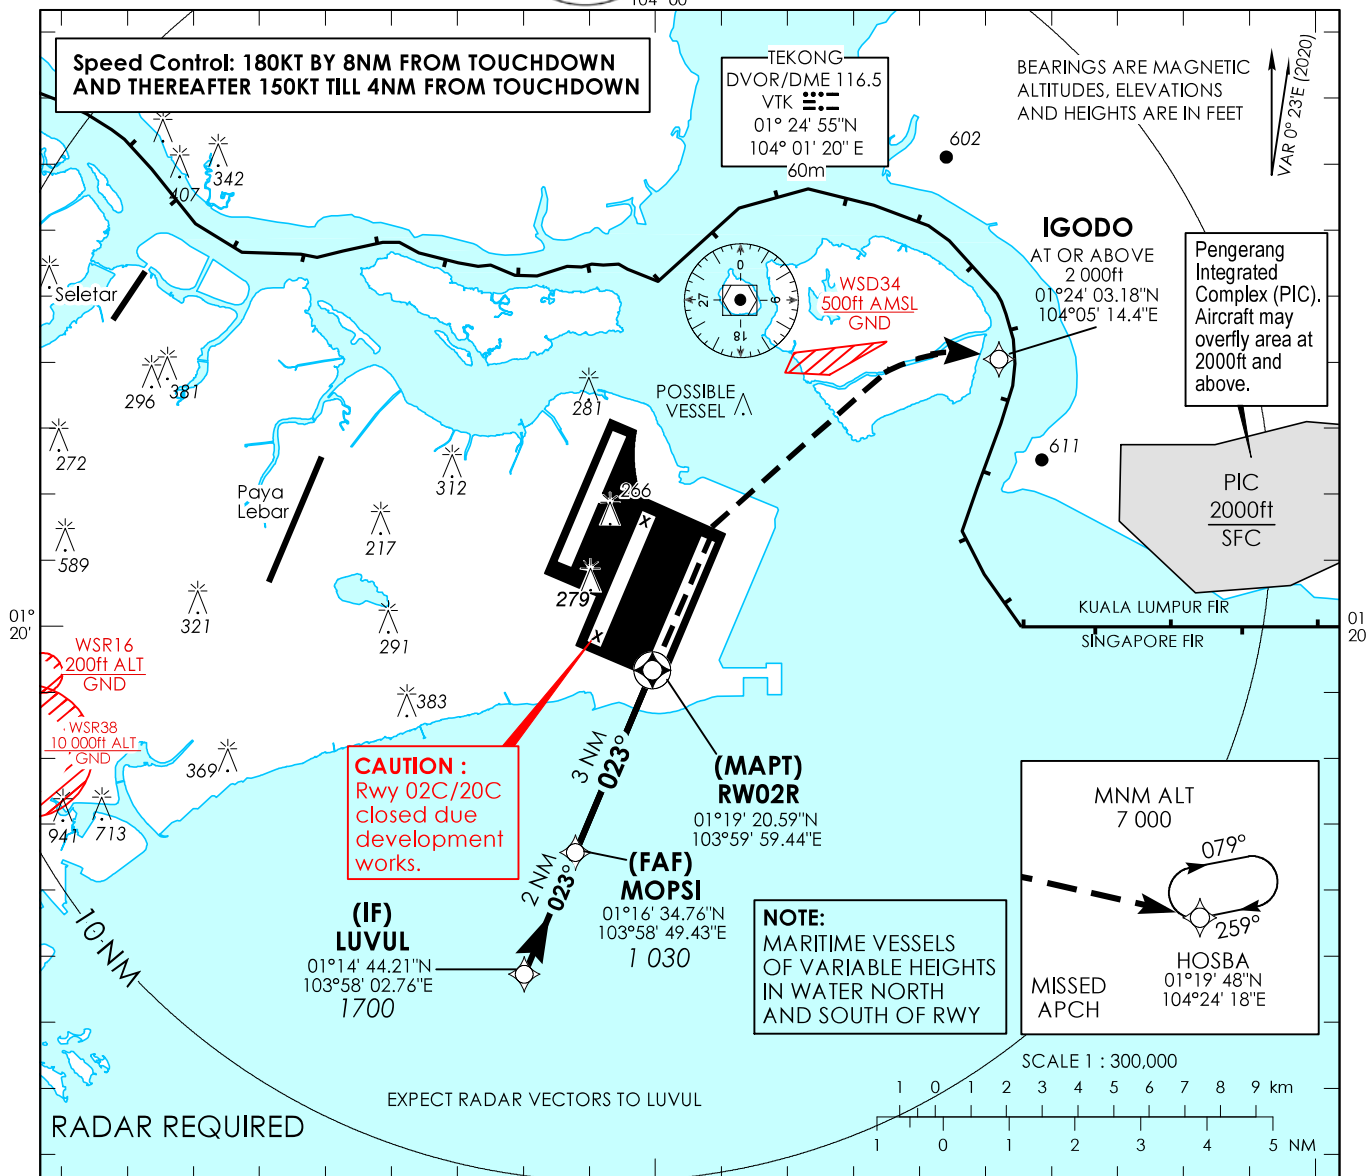 104° 00'
Speed Control: 180KT BY 8NM FROM TOUCHDOWN
AND THEREAFTER 150KT TILL 4NM FROM TOUCHDOWN
TEKONG
DVOR/DME 116.5
VTK
01° 24' 55"N
104° 01' 20" E
60m
BEARINGS ARE MAGNETIC
ALTITUDES, ELEVATIONS
AND HEIGHTS ARE IN FEET
VAR 0° 23'E (2020)
602
342
407
IGODO
AT OR ABOVE
2 000ft
01°24' 03.18"N
104°05' 14.4"E
Pengerang
Integrated
Complex (PIC).
Aircraft may
overfly area at
2000ft and
above.
Seletar
0
9
18
27
WSD34
500ft AMSL
GND
296
381
281
POSSIBLE
VESSEL
272
312
611
PIC
2000ft
SFC
Paya
Lebar
266
x
217
589
279
321
291
x
01°
20'
KUALA LUMPUR FIR
SINGAPORE FIR
01
20
WSR16
200ft ALT
GND
383
WSR38
10 000ft ALT
GND
369
941
713
CAUTION :
Rwy 02C/20C
closed due
development
works.
3 NM
023°
(MAPT)
RW02R
01°19' 20.59"N
103°59' 59.44"E
2 NM
023°
(FAF)
MOPSI
01°16' 34.76"N
103°58' 49.43"E
1 030
(IF)
LUVUL
01°14' 44.21"N
103°58' 02.76"E
1700
10 NM
NOTE:
MARITIME VESSELS
OF VARIABLE HEIGHTS
IN WATER NORTH
AND SOUTH OF RWY
MNM ALT
7 000
079°
259°
HOSBA
01°19' 48"N
104°24' 18"E
MISSED
APCH
SCALE 1 : 300,000
1 0 1 2 3 4 5 6 7 8 9 km
1 0 1 2 3 4 5 NM
EXPECT RADAR VECTORS TO LUVUL
RADAR REQUIRED